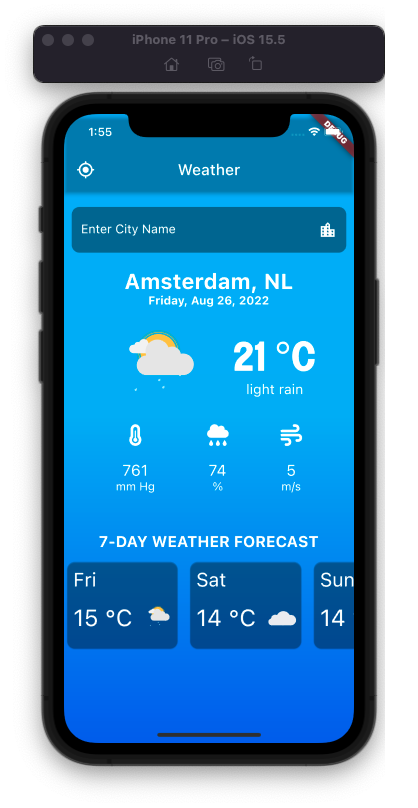 iPhone 11 Pro – iOS 15.5
1:55
DEBUG
Weather
Enter City Name
Amsterdam, NL
Friday, Aug 26, 2022
21 °C
light rain
761 74 5
mm Hg % m/s
7-DAY WEATHER FORECAST
Fri Sat Sun
15 °C 14 °C 14